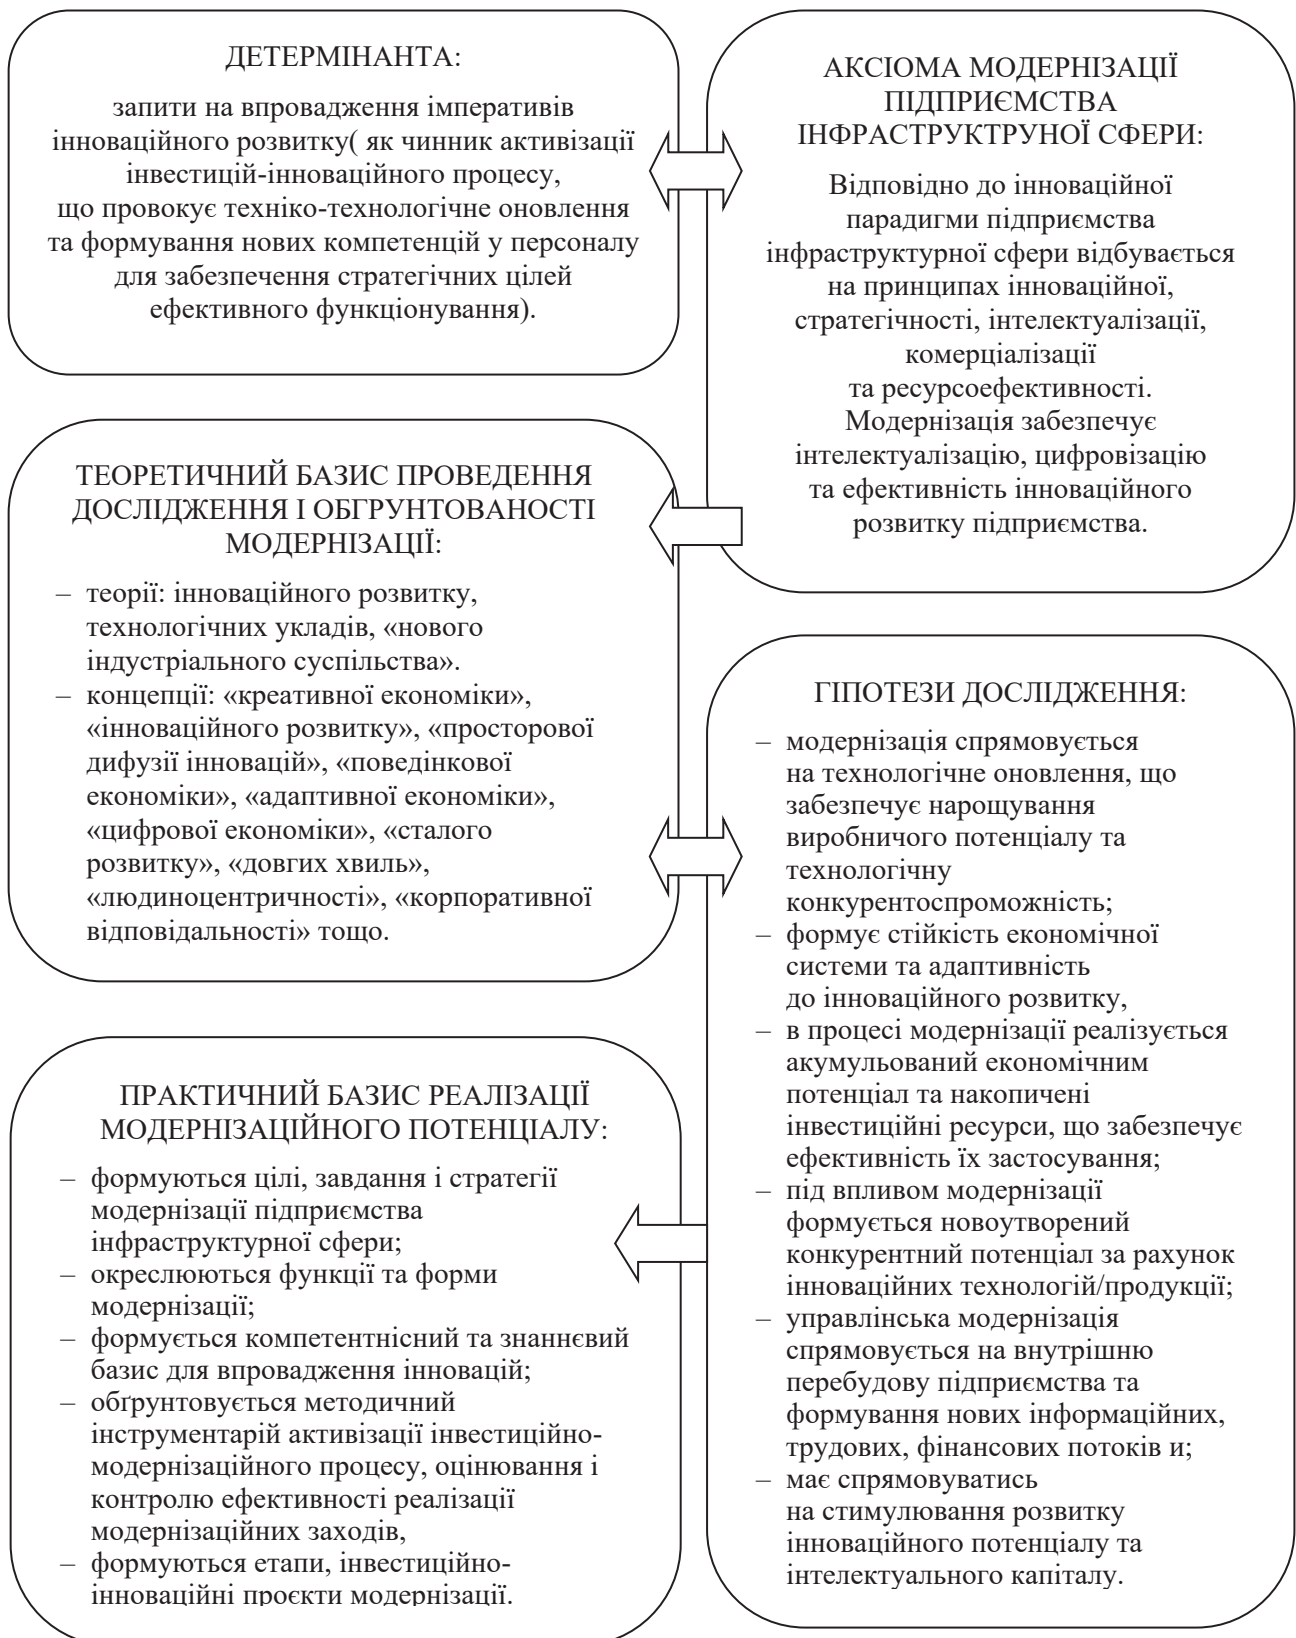 ДЕТЕРМІНАНТА:
запити на впровадження імперативів
інноваційного розвитку( як чинник активізації
інвестицій-інноваційного процесу,
що провокує техніко-технологічне оновлення
та формування нових компетенцій у персоналу
для забезпечення стратегічних цілей
ефективного функціонування).
АКСІОМА МОДЕРНІЗАЦІЇ
ПІДПРИЄМСТВА
ІНФРАСТРУКТРУНОЇ СФЕРИ:
Відповідно до інноваційної
парадигми підприємства
інфраструктурної сфери відбувається
на принципах інноваційної,
стратегічності, інтелектуалізації,
комерціалізації
та ресурсоефективності.
Модернізація забезпечує
інтелектуалізацію, цифровізацію
та ефективність інноваційного
розвитку підприємства.
ТЕОРЕТИЧНИЙ БАЗИС ПРОВЕДЕННЯ
ДОСЛІДЖЕННЯ І ОБГРУНТОВАНОСТІ
МОДЕРНІЗАЦІЇ:
– теорії: інноваційного розвитку,
технологічних укладів, «нового
індустріального суспільства».
– концепції: «креативної економіки»,
«інноваційного розвитку», «просторової
дифузії інновацій», «поведінкової
економіки», «адаптивної економіки»,
«цифрової економіки», «сталого
розвитку», «довгих хвиль»,
«людиноцентричності», «корпоративної
відповідальності» тощо.
ГІПОТЕЗИ ДОСЛІДЖЕННЯ:
– модернізація спрямовується
на технологічне оновлення, що
забезпечує нарощування
виробничого потенціалу та
технологічну
конкурентоспроможність;
– формує стійкість економічної
системи та адаптивність
до інноваційного розвитку,
– в процесі модернізації реалізується
акумульований економічним
потенціал та накопичені
інвестиційні ресурси, що забезпечує
ефективність їх застосування;
– під впливом модернізації
формується новоутворений
конкурентний потенціал за рахунок
інноваційних технологій/продукції;
– управлінська модернізація
спрямовується на внутрішню
перебудову підприємства та
формування нових інформаційних,
трудових, фінансових потоків и;
– має спрямовуватись
на стимулювання розвитку
інноваційного потенціалу та
інтелектуального капіталу.
ПРАКТИЧНИЙ БАЗИС РЕАЛІЗАЦІЇ
МОДЕРНІЗАЦІЙНОГО ПОТЕНЦІАЛУ:
– формуються цілі, завдання і стратегії
модернізації підприємства
інфраструктурної сфери;
– окреслюються функції та форми
модернізації;
– формується компетентнісний та знаннєвий
базис для впровадження інновацій;
– обґрунтовується методичний
інструментарій активізації інвестиційно-
модернізаційного процесу, оцінювання і
контролю ефективності реалізації
модернізаційних заходів,
– формуються етапи, інвестиційно-
інноваційні проєкти модернізації.